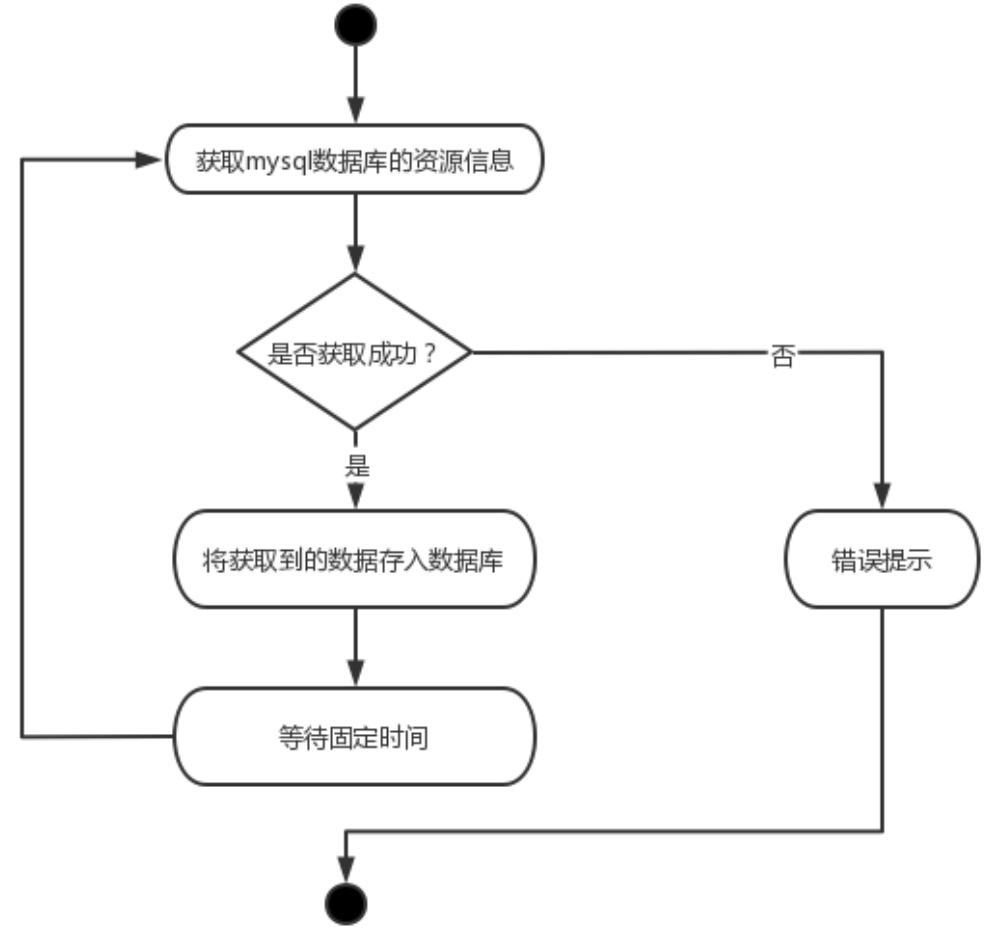 获取mysql数据库的资源信息
是否获取成功？
否
是
将获取到的数据存入数据库
错误提示
等待固定时间